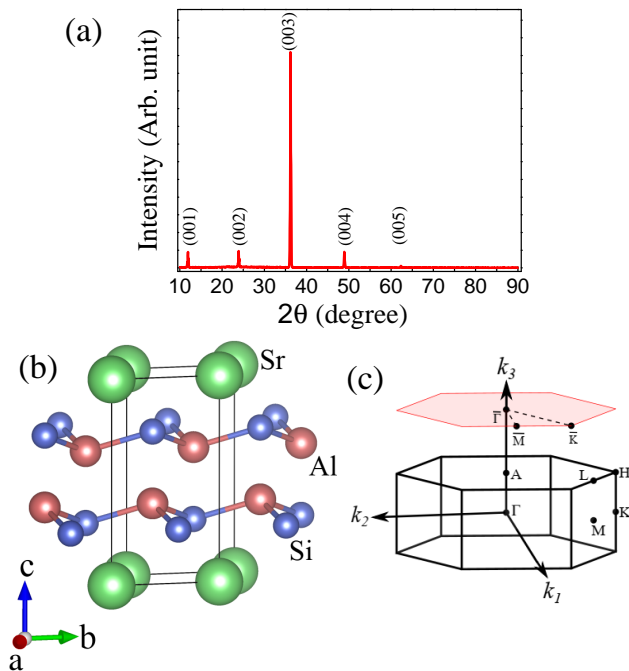 (a)
Intensity (Arb. unit)
(001)
(002)
(003)
(004)
(005)
10 20 30 40 50 60 70 80 90
2θ (degree)
(b)
Sr
Al
Si
c
b
a
(c)
k3
Γ̅
M̅
K̅
A
L
H
Γ
K
M
k2
k1